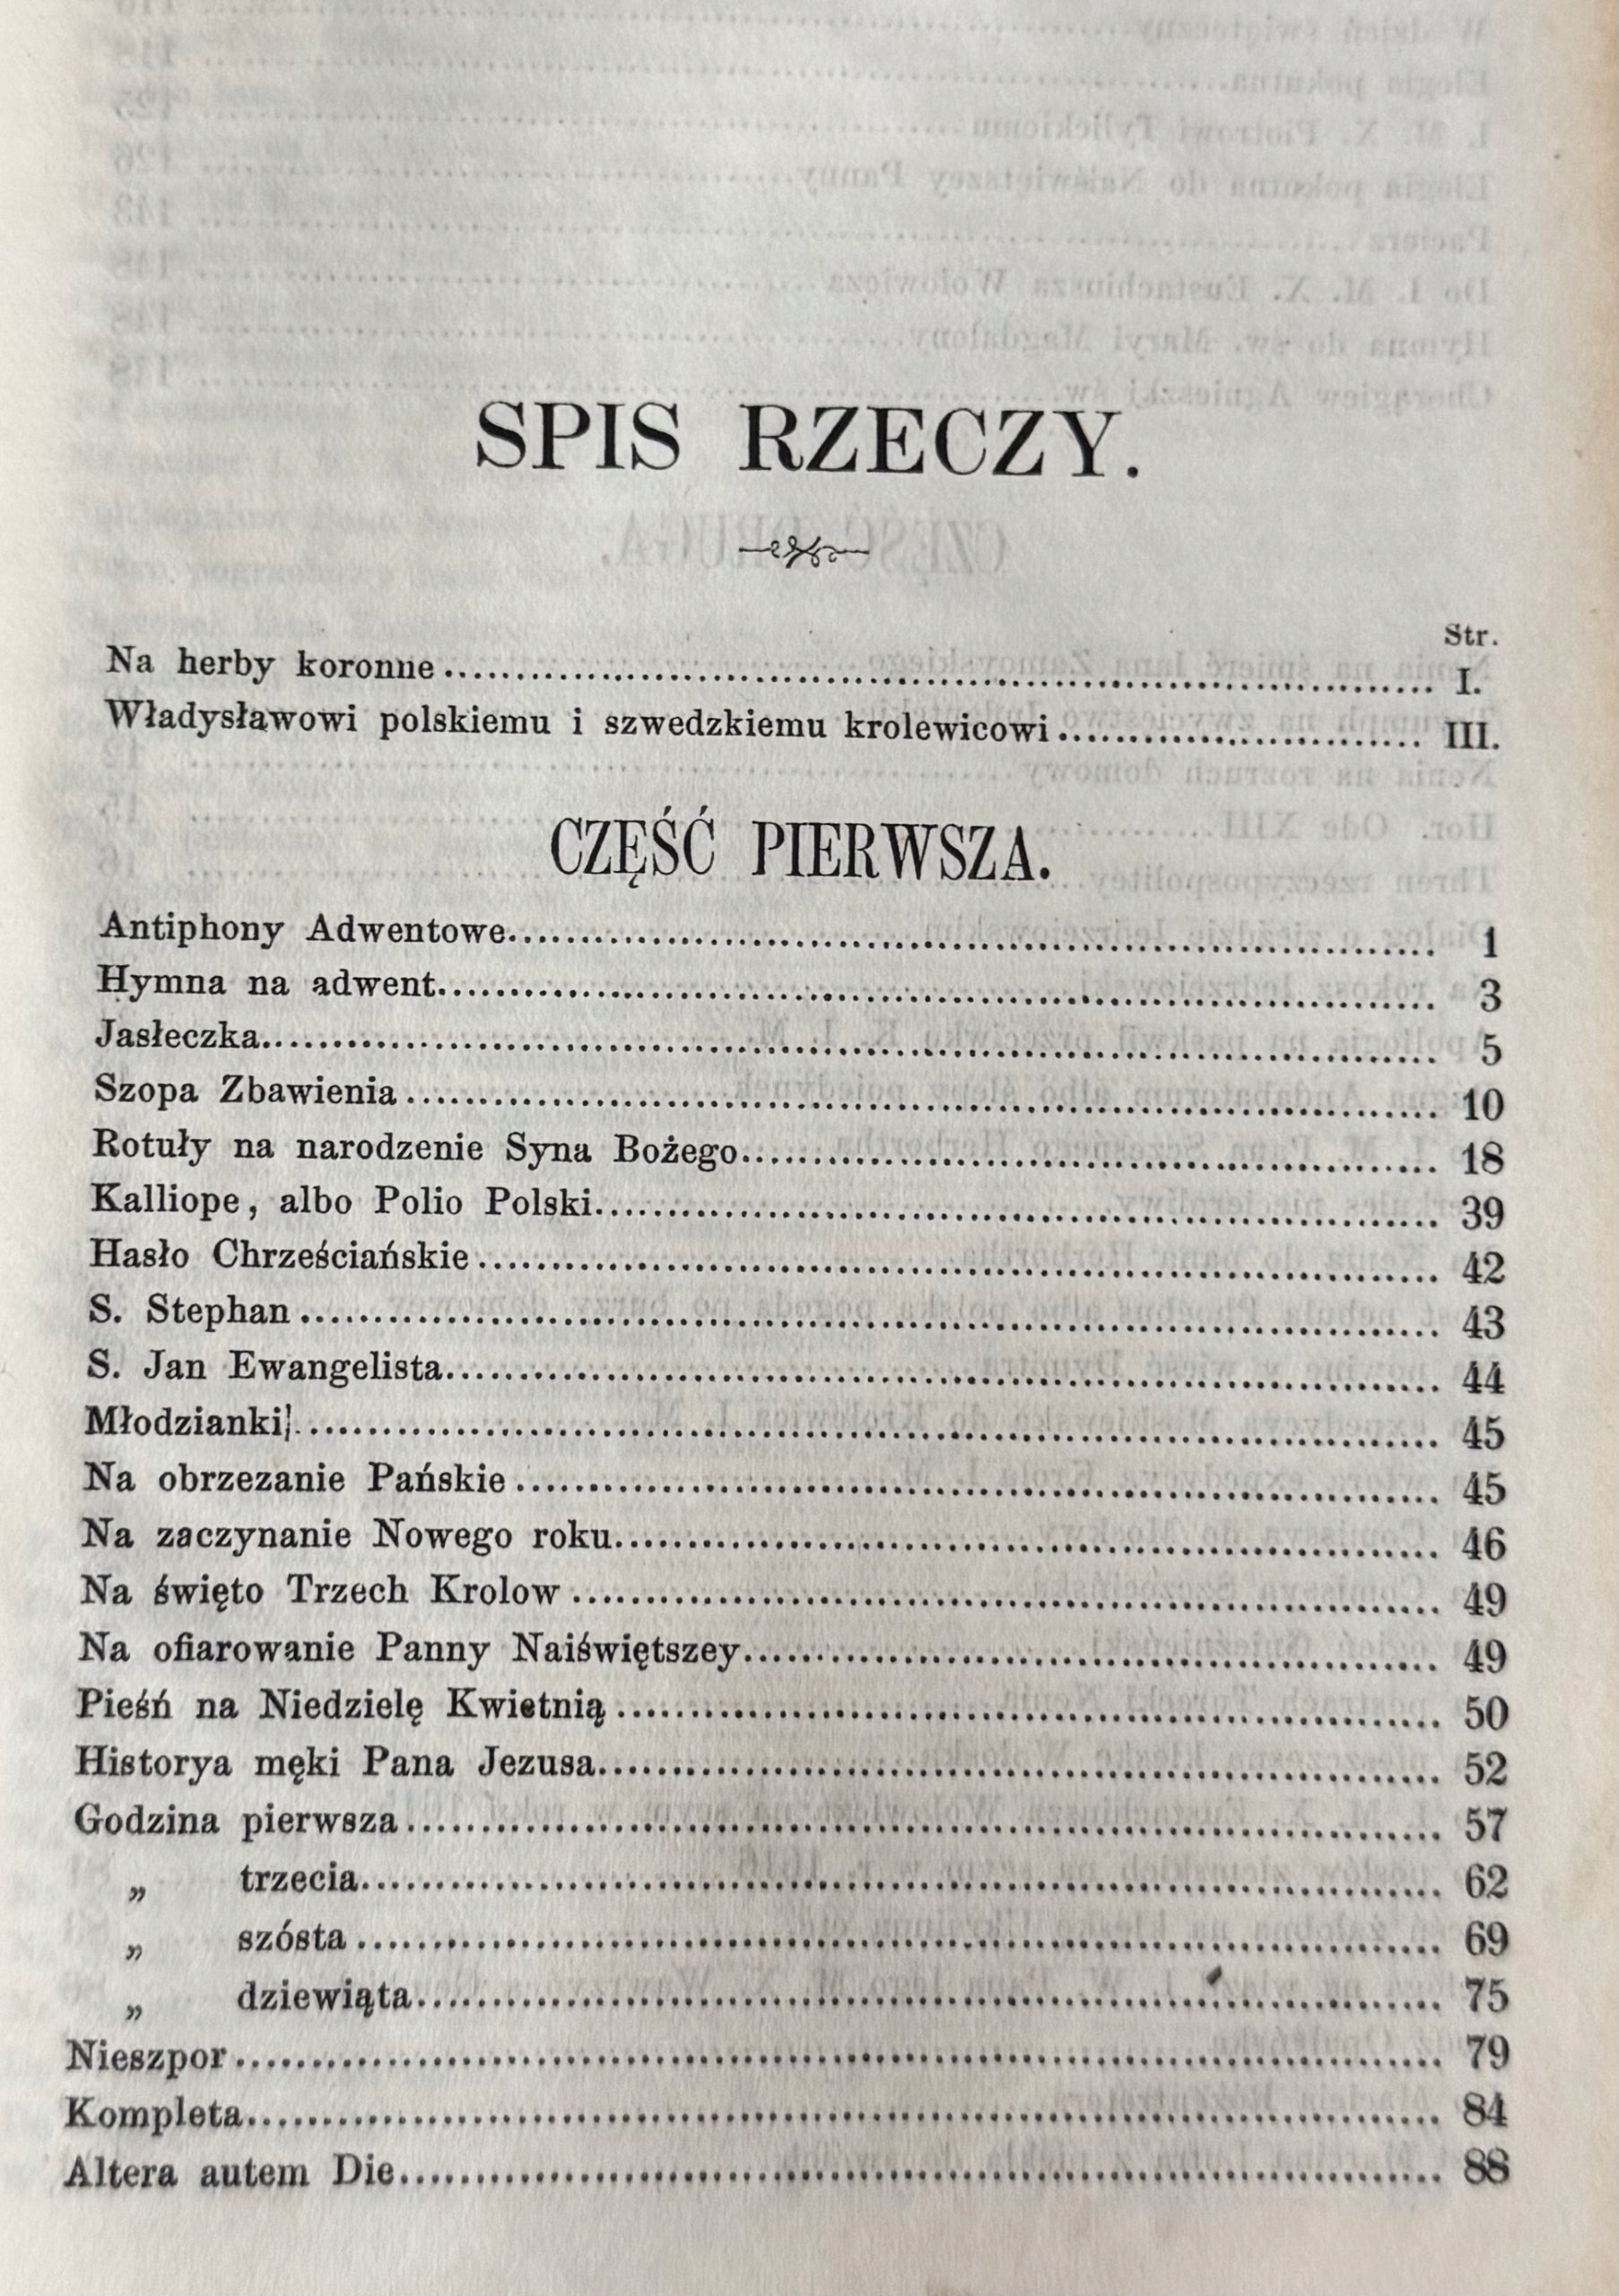 SPIS RZECZY.
Str.
Na herby koronne........................ I.
Władysławowi polskiemu i szwedzkiemu krolewicowi........................ III.
CZĘŚĆ PIERWSZA.
Antiphony Adwentowe........................ 1
Hymna na adwent........................ 3
Jasłeczka........................ 5
Szopa Zbawienia........................ 10
Rotuły na narodzenie Syna Bożego........................ 18
Kalliope, albo Polio Polski........................ 39
Hasło Chrześciańskie........................ 42
S. Stephan........................ 43
S. Jan Ewangelista........................ 44
Młodzianki........................ 45
Na obrzezanie Pańskie........................ 45
Na zaczynanie Nowego roku........................ 46
Na święto Trzech Krolow........................ 49
Na ofiarowanie Panny Naiświętszey........................ 49
Pieśń na Niedzielę Kwietnią........................ 50
Historya męki Pana Jezusa........................ 52
Godzina pierwsza........................ 57
„ trzecia........................ 62
„ szósta........................ 69
„ dziewiąta........................ 75
Nieszpor........................ 79
Kompleta........................ 84
Altera autem Die........................ 88